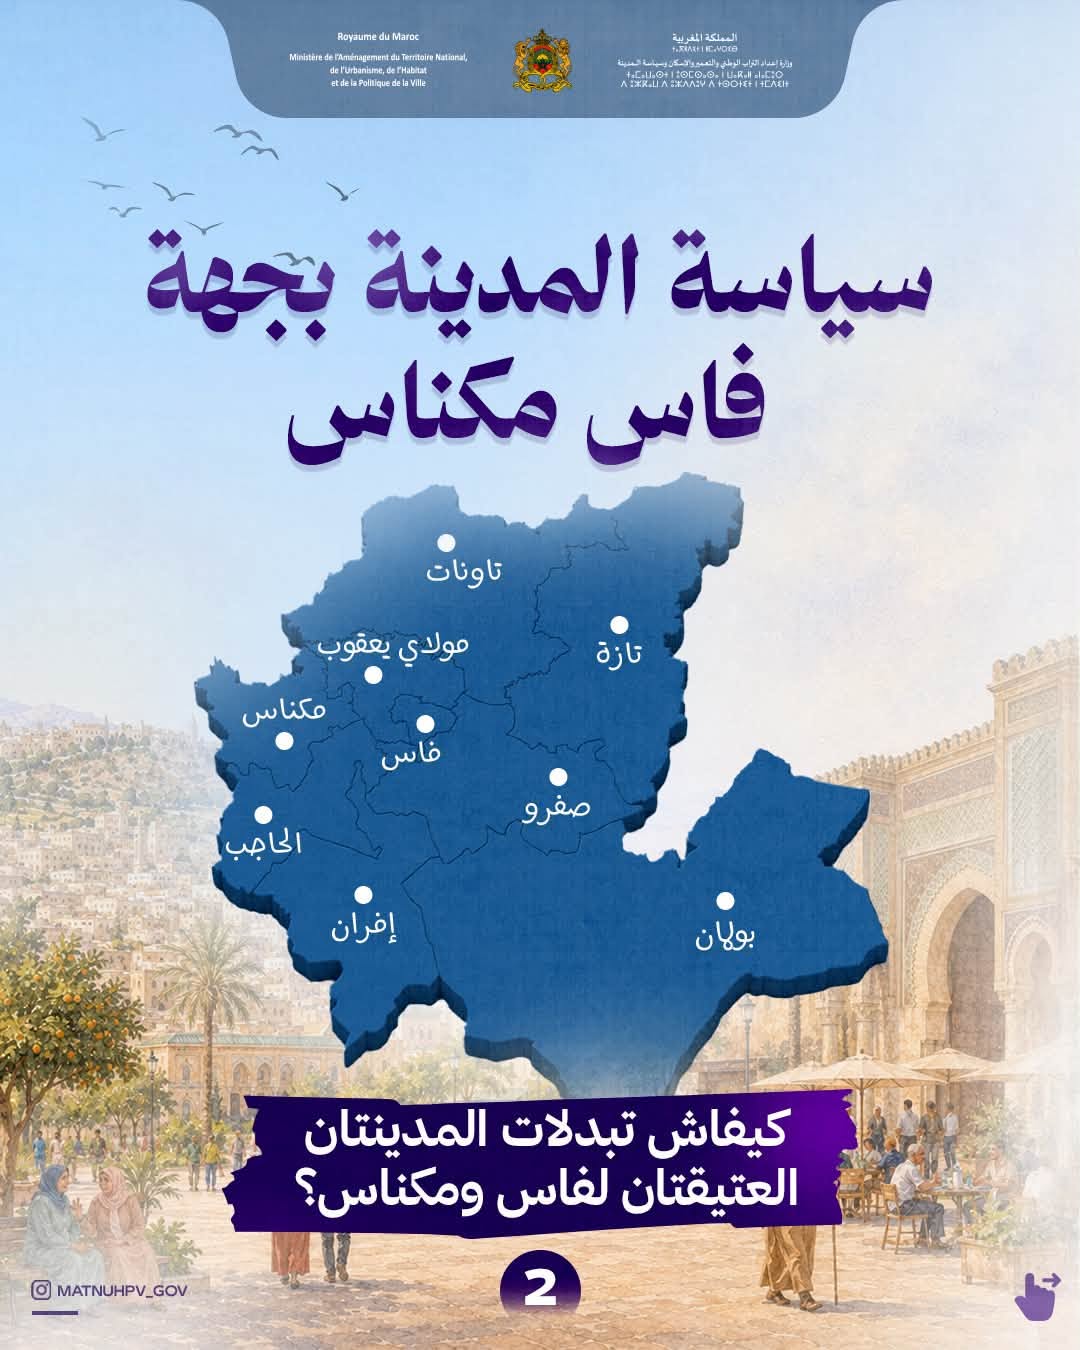 Royaume du Maroc
Ministère de l'Aménagement du Territoire National,
de l'Urbanisme, de l'Habitat
et de la Politique de la Ville
المملكة المغربية
ⵜⴰⴳⵍⴷⵉⵜ ⵏ ⵍⵎⵖⵔⵉⴱ
وزارة إعداد التراب الوطني والتعمير والإسكان وسياسة المدينة
سياسة المدينة بجهة
فاس مكناس
تاونات
تازة
مولاي يعقوب
مكناس
فاس
صفرو
الحاجب
إفران
بولمان
كيفاش تبدلات المدينتان
العتيقتان لفاس ومكناس؟
2
MATNUHPV_GOV